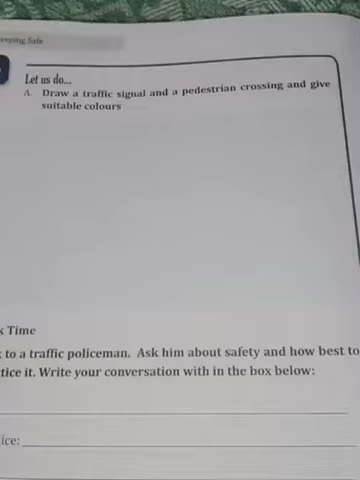 eeping Safe
Let us do...
A. Draw a traffic signal and a pedestrian crossing and give
suitable colours
k Time
to a traffic policeman. Ask him about safety and how best to
tice it. Write your conversation with in the box below:
ice: